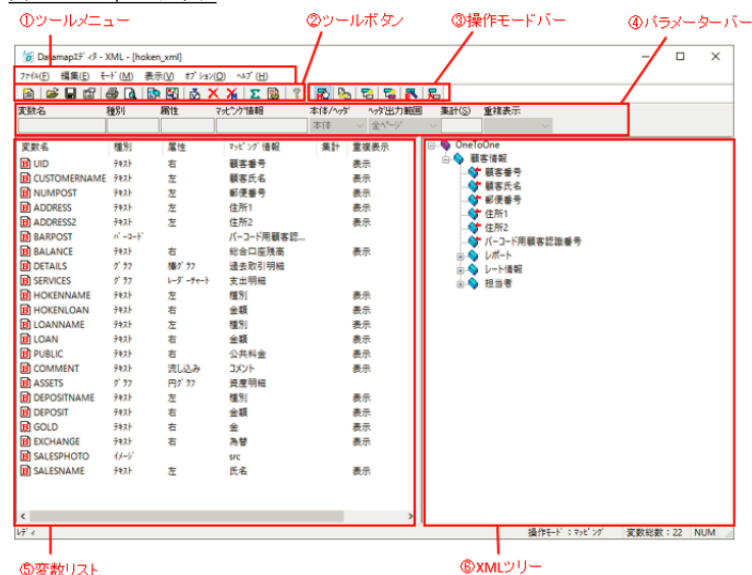 ①ツールメニュー ②ツールボタン ③操作モードバー ④パラメーターバー
Datamapエディタ - XML - [hoken_xml]
ファイル(F) 編集(E) モード(M) 表示(V) オプション(O) ヘルプ(H)
変数名 種別 属性 マッピング情報 本体/ヘッダ ヘッダ出力範囲 集計(S) 重複表示
本体 全ページ
変数名 種別 属性 マッピング情報 集計 重複表示
UID テキスト 右 顧客番号 表示
CUSTOMERNAME テキスト 左 顧客氏名 表示
NUMPOST テキスト 左 郵便番号 表示
ADDRESS テキスト 左 住所1 表示
ADDRESS2 テキスト 左 住所2 表示
BARPOST バーコード バーコード用顧客認...
BALANCE テキスト 右 総合口座残高 表示
DETAILS グラフ 棒グラフ 過去取引明細
SERVICES グラフ レーダーチャート 支出明細
HOKENNAME テキスト 左 種別 表示
HOKENLOAN テキスト 右 金額 表示
LOANNAME テキスト 左 種別 表示
LOAN テキスト 右 金額 表示
PUBLIC テキスト 右 公共料金 表示
COMMENT テキスト 流し込み コメント 表示
ASSETS グラフ 円グラフ 資産明細
DEPOSITNAME テキスト 左 種別 表示
DEPOSIT テキスト 右 金額 表示
GOLD テキスト 右 金 表示
EXCHANGE テキスト 右 為替 表示
SALESPHOTO イメージ src
SALESNAME テキスト 左 氏名 表示
OneToOne
顧客情報
顧客番号
顧客氏名
郵便番号
住所1
住所2
バーコード用顧客認識番号
レポート
レート情報
担当者
レディ 操作モード：マッピング 変数総数：22 NUM
⑤変数リスト ⑥XMLツリー